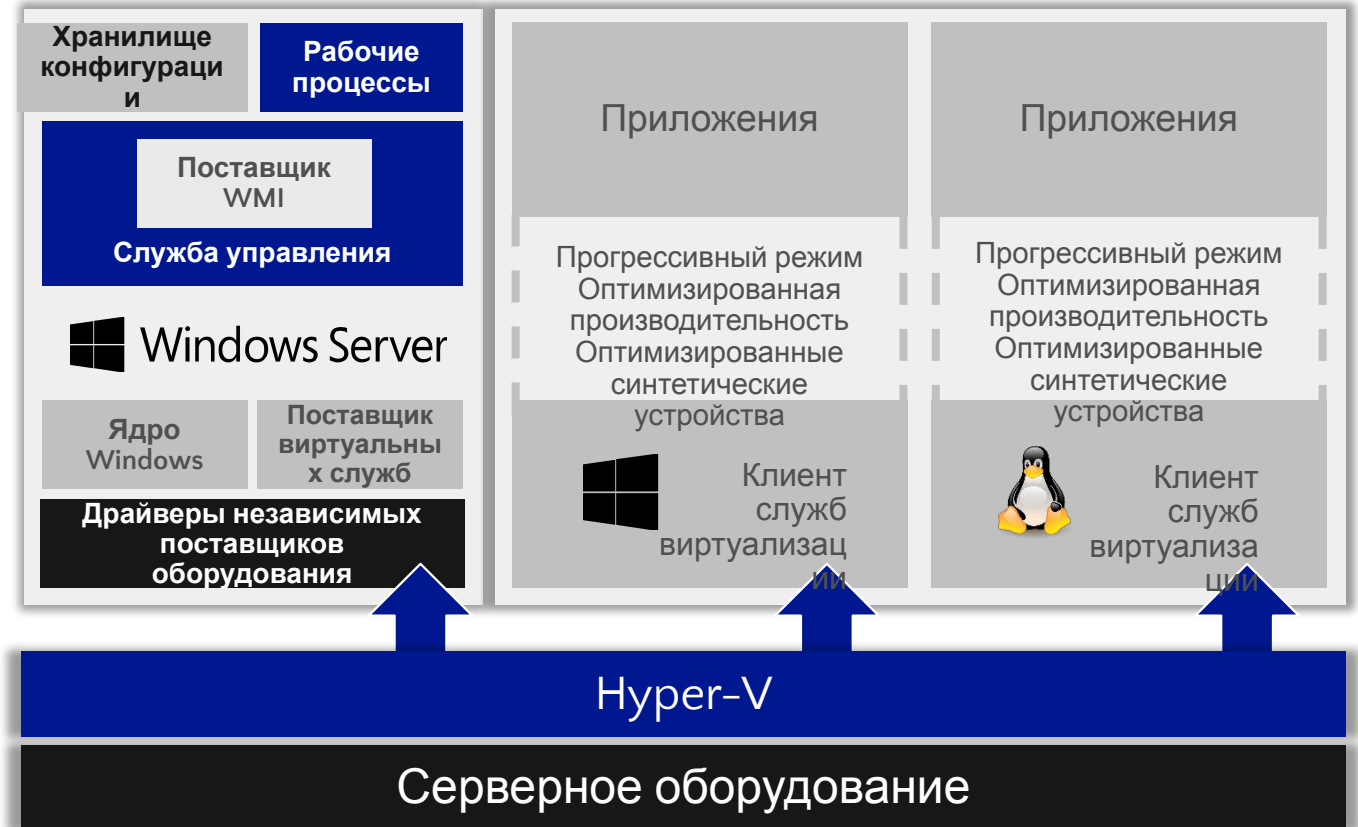 Хранилище
конфигураци
и
Рабочие
процессы
Поставщик
WMI
Служба управления
Windows Server
Ядро
Windows
Поставщик
виртуальны
х служб
Драйверы независимых
поставщиков
оборудования
Приложения
Прогрессивный режим
Оптимизированная
производительность
Оптимизированные
синтетические
устройства
Клиент
служб
виртуализац
ии
Приложения
Прогрессивный режим
Оптимизированная
производительность
Оптимизированные
синтетические
устройства
Клиент
служб
виртуализа
ции
Hyper-V
Серверное оборудование